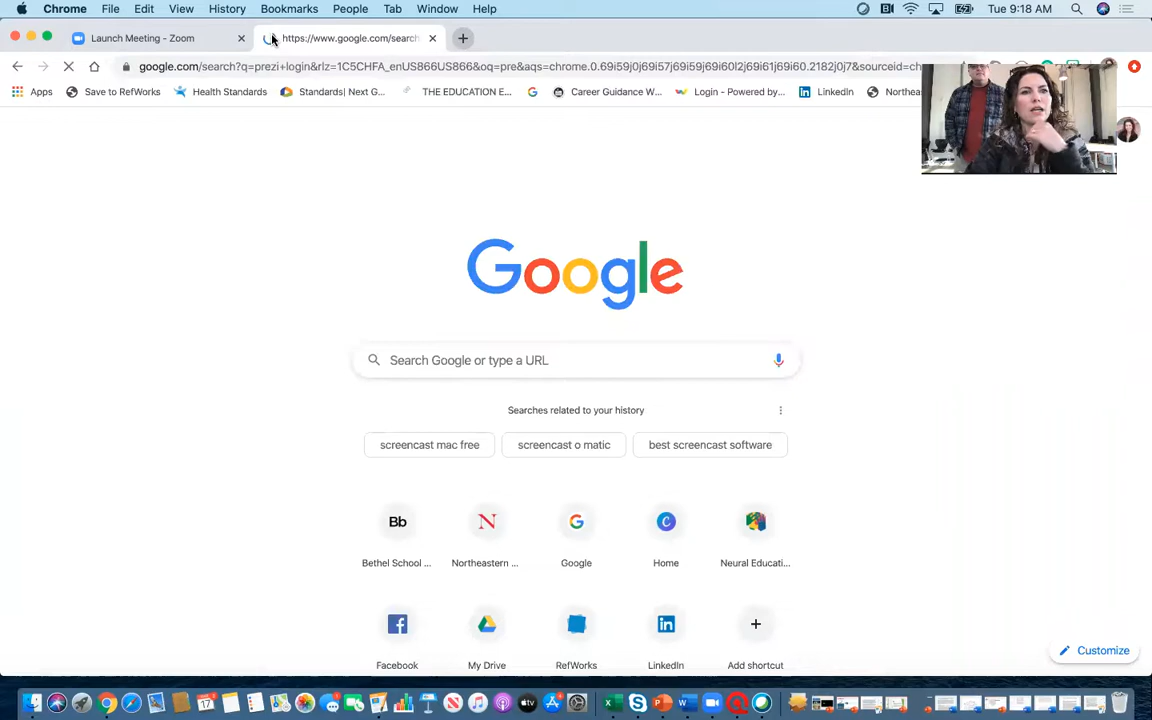 Chrome File Edit View History Bookmarks People Tab Window Help Tue 9:18 AM
Launch Meeting - Zoom https://www.google.com/search
google.com/search?q=prezi+login&rlz=1C5CHFA_enUS866US866&oq=pre&aqs=chrome.0.69i59j0j69i57j69i59j69i60l2j69i61j69i60.2182j0j7&sourceid=ch
Apps Save to RefWorks Health Standards Standards| Next G... THE EDUCATION E... Career Guidance W... Login - Powered by... LinkedIn Northeas
Google
Search Google or type a URL
Searches related to your history
screencast mac free screencast o matic best screencast software
Bb
Bethel School ... Northeastern ... Google Home Neural Educati...
Facebook My Drive RefWorks LinkedIn Add shortcut
Customize